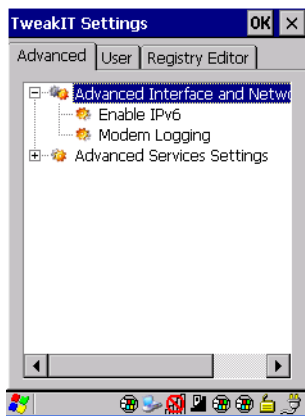 TweakIT Settings OK
Advanced User Registry Editor
Advanced Interface and Netwo
Enable IPv6
Modem Logging
Advanced Services Settings